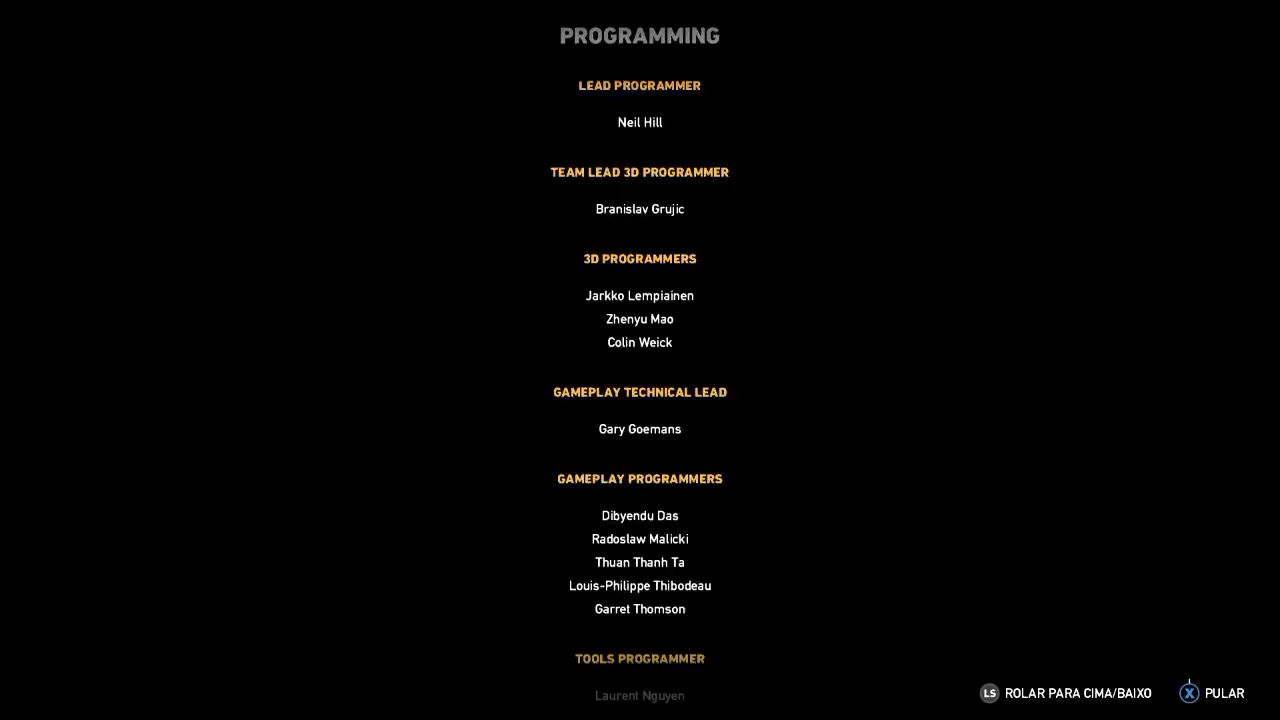 PROGRAMMING
LEAD PROGRAMMER
Neil Hill
TEAM LEAD 3D PROGRAMMER
Branislav Grujic
3D PROGRAMMERS
Jarkko Lempiainen
Zhenyu Mao
Colin Weick
GAMEPLAY TECHNICAL LEAD
Gary Goemans
GAMEPLAY PROGRAMMERS
Dibyendu Das
Radoslaw Malicki
Thuan Thanh Ta
Louis-Philippe Thibodeau
Garret Thomson
TOOLS PROGRAMMER
Laurent Nguyen
LS ROLAR PARA CIMA/BAIXO X PULAR